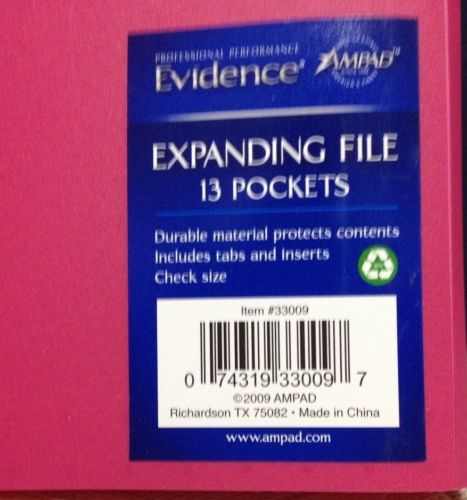 PROFESSIONAL PERFORMANCE
Evidence®
AMPAD™
EXPANDING FILE
13 POCKETS
Durable material protects contents
Includes tabs and inserts
Check size
Item #33009
0 74319 33009 7
©2009 AMPAD
Richardson TX 75082 • Made in China
www.ampad.com